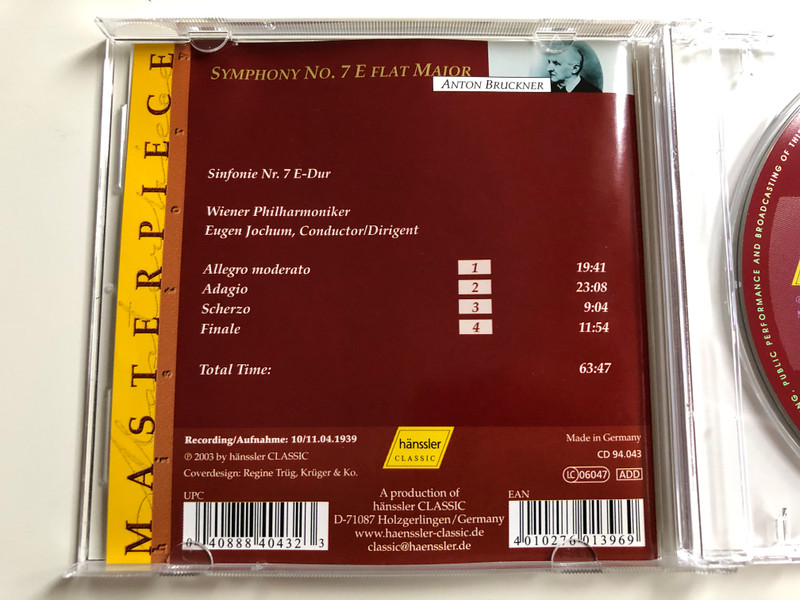 SYMPHONY NO. 7 E FLAT MAJOR
ANTON BRUCKNER
MASTERPIECE
Sinfonie Nr. 7 E-Dur
Wiener Philharmoniker
Eugen Jochum, Conductor/Dirigent
Allegro moderato 1 19:41
Adagio 2 23:08
Scherzo 3 9:04
Finale 4 11:54
Total Time: 63:47
Recording/Aufnahme: 10/11.04.1939
℗ 2003 by hänssler CLASSIC
Coverdesign: Regine Trüg, Krüger & Ko.
hänssler
CLASSIC
Made in Germany
CD 94.043
LC 06047 ADD
UPC
0 40888 40432 3
A production of
hänssler CLASSIC
D-71087 Holzgerlingen/Germany
www.haenssler-classic.de
classic@haenssler.de
EAN
4 010276 013969
PUBLIC PERFORMANCE AND BROADCASTING OF